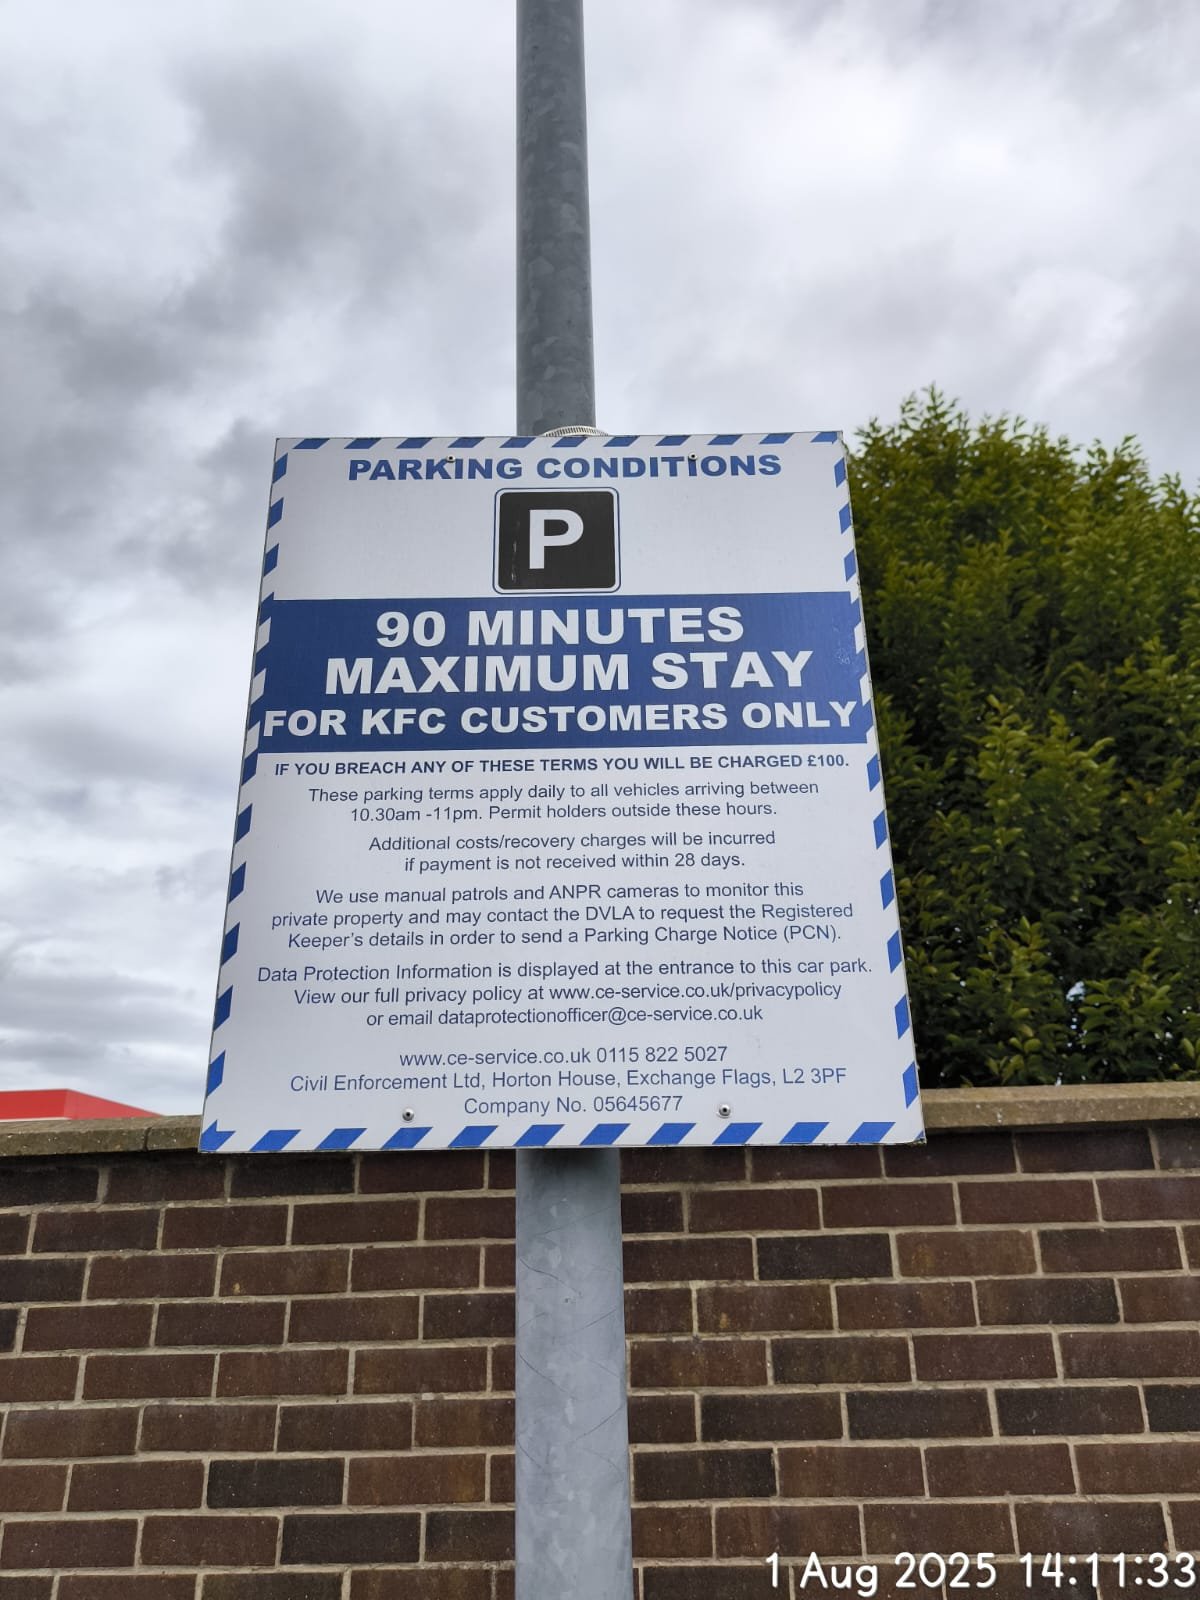 PARKING CONDITIONS
P
90 MINUTES
MAXIMUM STAY
FOR KFC CUSTOMERS ONLY
IF YOU BREACH ANY OF THESE TERMS YOU WILL BE CHARGED £100.
These parking terms apply daily to all vehicles arriving between
10.30am -11pm. Permit holders outside these hours.
Additional costs/recovery charges will be incurred
if payment is not received within 28 days.
We use manual patrols and ANPR cameras to monitor this
private property and may contact the DVLA to request the Registered
Keeper's details in order to send a Parking Charge Notice (PCN).
Data Protection Information is displayed at the entrance to this car park.
View our full privacy policy at www.ce-service.co.uk/privacypolicy
or email dataprotectionofficer@ce-service.co.uk
www.ce-service.co.uk 0115 822 5027
Civil Enforcement Ltd, Horton House, Exchange Flags, L2 3PF
Company No. 05645677
1 Aug 2025 14:11:33